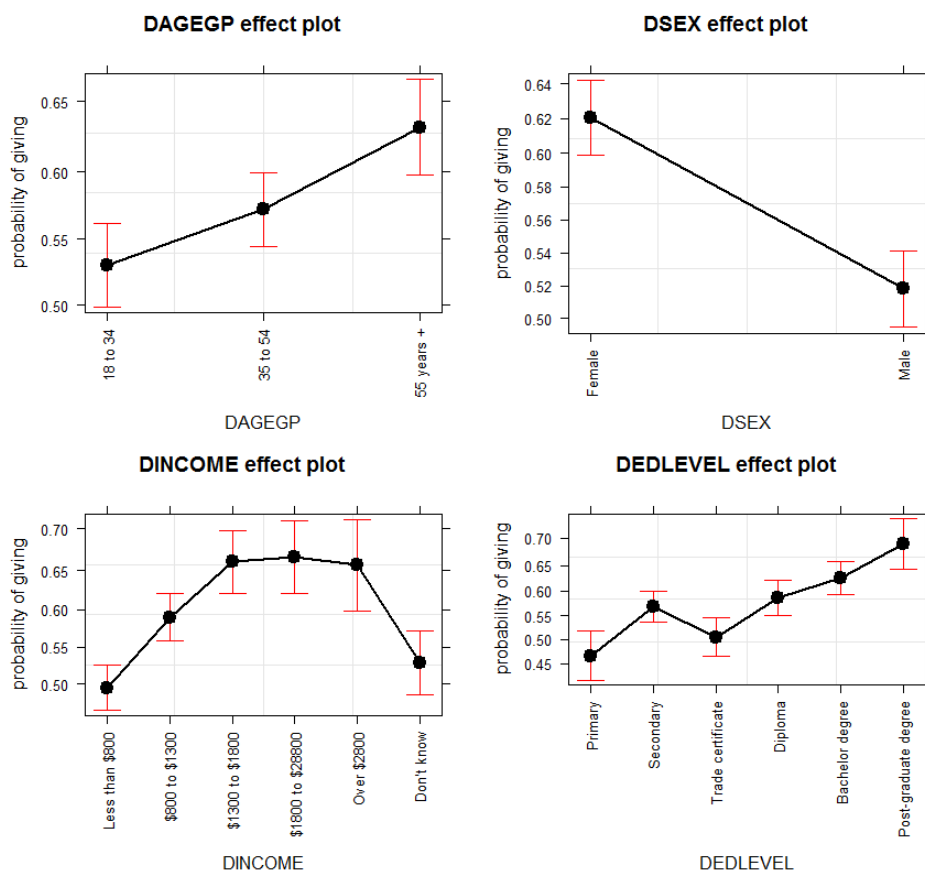 DAGEGP effect plot
probability of giving
0.65
0.60
0.55
0.50
18 to 34
35 to 54
55 years +
DAGEGP
DSEX effect plot
probability of giving
0.64
0.62
0.60
0.58
0.56
0.54
0.52
0.50
Female
Male
DSEX
DINCOME effect plot
probability of giving
0.70
0.65
0.60
0.55
0.50
Less than $800
$800 to $1300
$1300 to $1800
$1800 to $28800
Over $2800
Don't know
DINCOME
DEDLEVEL effect plot
probability of giving
0.70
0.65
0.60
0.55
0.50
0.45
Primary
Secondary
Trade certificate
Diploma
Bachelor degree
Post-graduate degree
DEDLEVEL